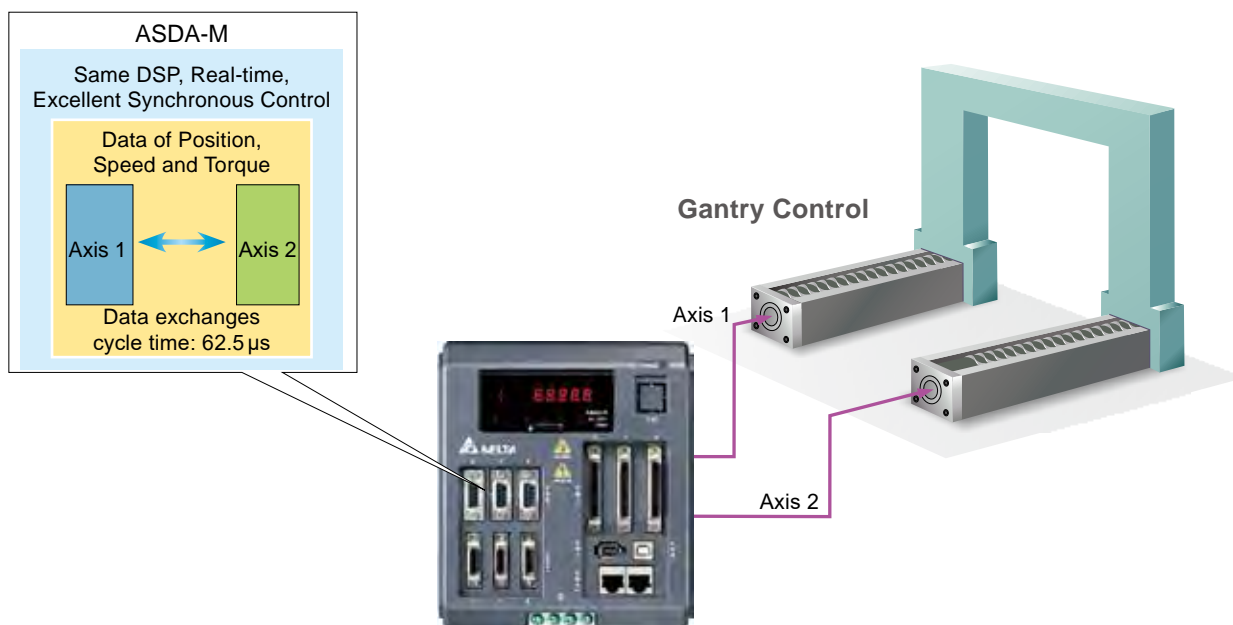 ASDA-M
Same DSP, Real-time,
Excellent Synchronous Control
Data of Position,
Speed and Torque
Axis 1
Axis 2
Data exchanges
cycle time: 62.5 µs
Gantry Control
Axis 1
Axis 2
DELTA